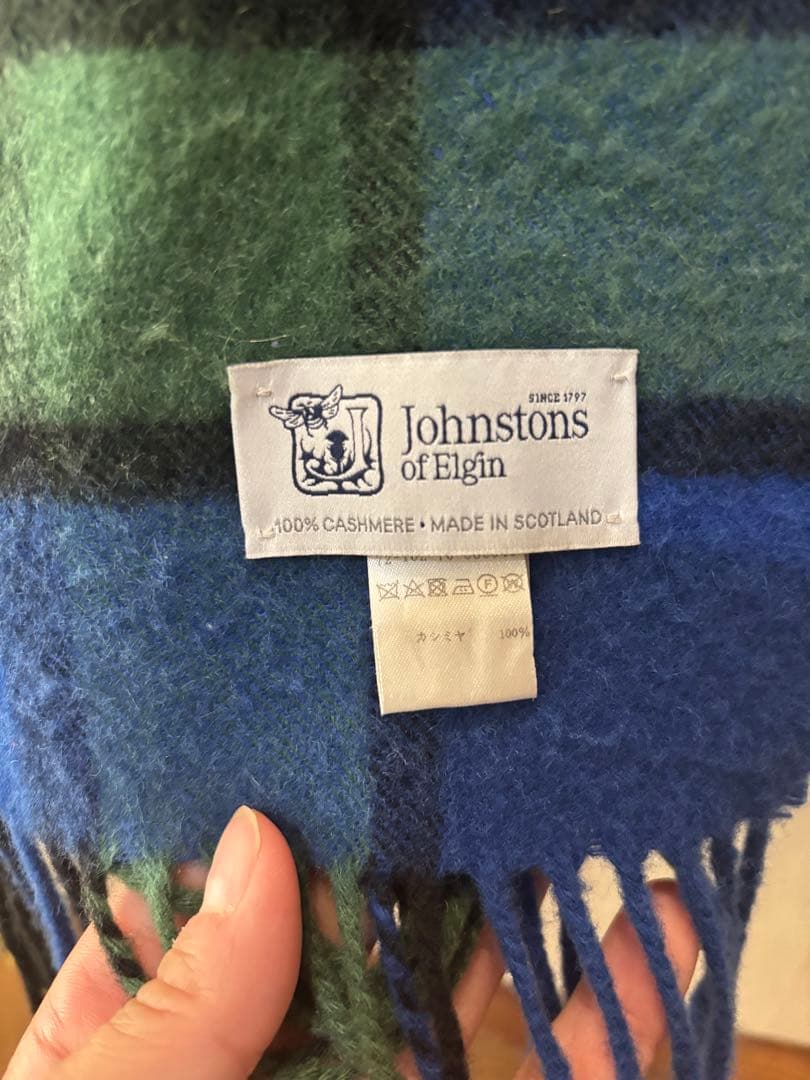 SINCE 1797
Johnstons
of Elgin
100% CASHMERE • MADE IN SCOTLAND
カシミヤ 100%